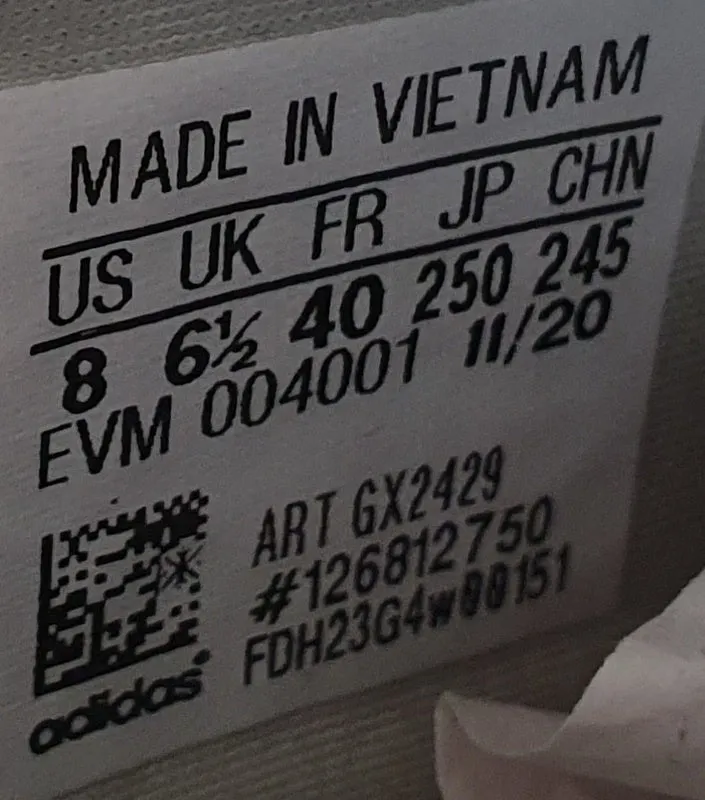 MADE IN VIETNAM
US UK FR JP CHN
8 6½ 40 250 245
EVM 004001 11/20
ART GX2429
#126812750
FDH23G4w00151
adidas